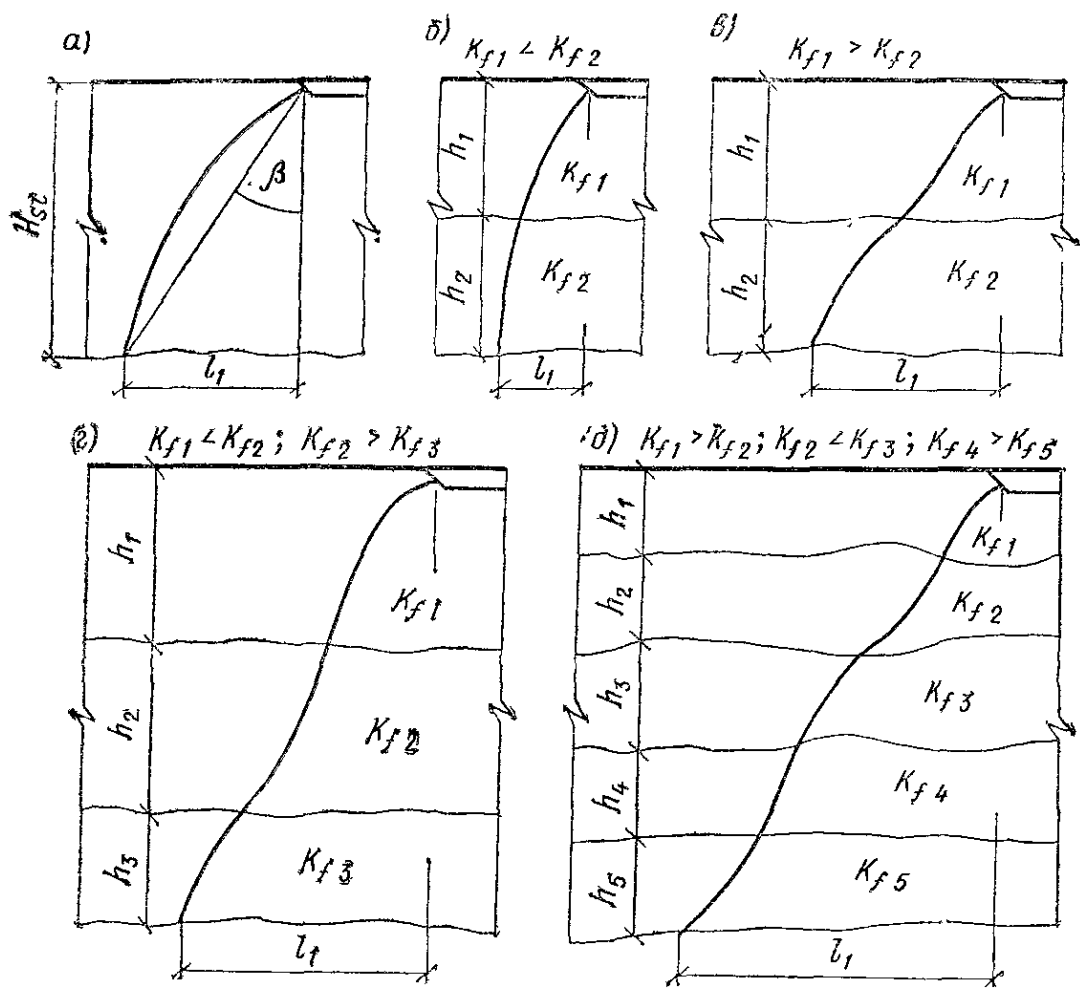 а)
H_st
β
l_1
б)
K_f1 < K_f2
h_1
h_2
K_f1
K_f2
l_1
в)
K_f1 > K_f2
h_1
h_2
K_f1
K_f2
l_1
г) K_f1 < K_f2; K_f2 > K_f3
h_1
h_2
h_3
K_f1
K_f2
K_f3
l_1
д) K_f1 > K_f2; K_f2 < K_f3; K_f4 > K_f5
h_1
h_2
h_3
h_4
h_5
K_f1
K_f2
K_f3
K_f4
K_f5
l_1